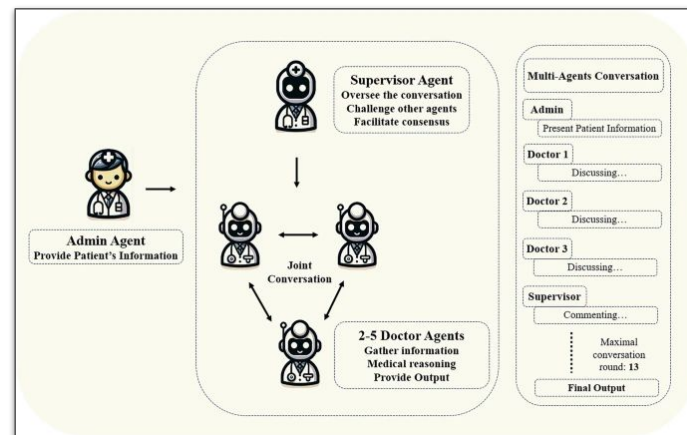 Supervisor Agent
Oversee the conversation
Challenge other agents
Facilitate consensus
Admin Agent
Provide Patient's Information
Joint
Conversation
2-5 Doctor Agents
Gather information
Medical reasoning
Provide Output
Multi-Agents Conversation
Admin
Present Patient Information
Doctor 1
Discussing...
Doctor 2
Discussing...
Doctor 3
Discussing...
Supervisor
Commenting...
Maximal
conversation
round: 13
Final Output